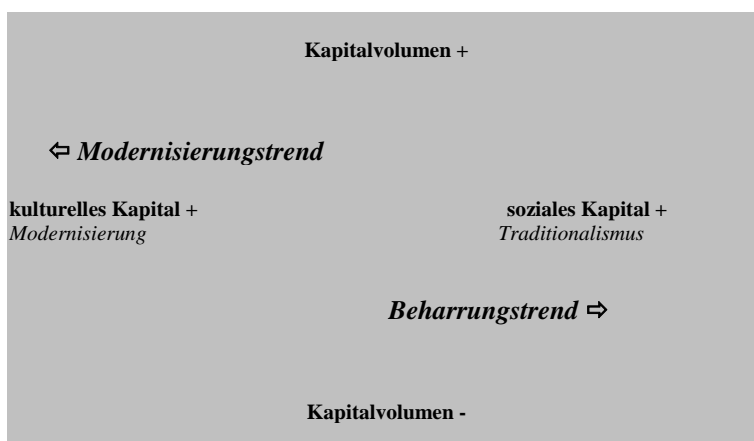 Kapitalvolumen +
⇦ Modernisierungstrend
kulturelles Kapital + soziales Kapital +
Modernisierung Traditionalismus
Beharrungstrend ⇨
Kapitalvolumen -